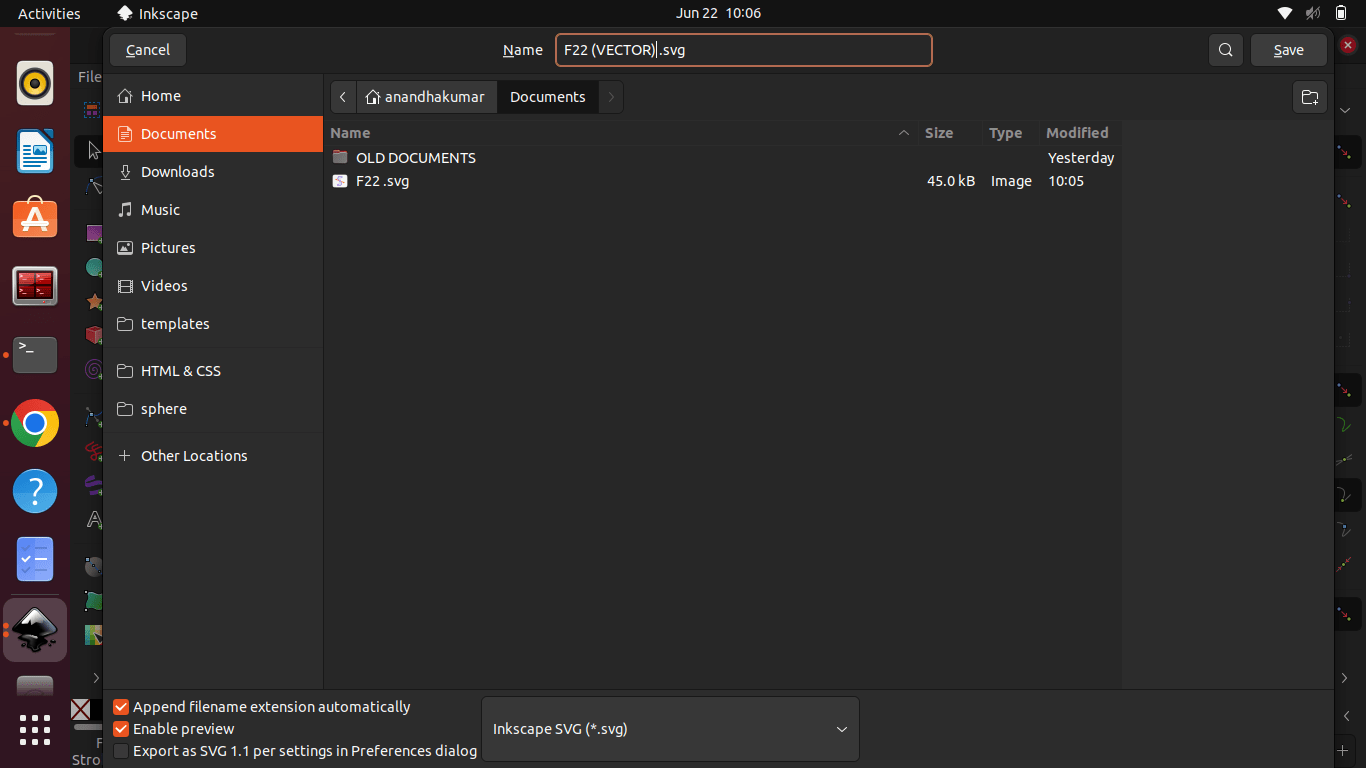 Activities Inkscape Jun 22 10:06
Cancel Name F22 (VECTOR) .svg Save
File
Home
Documents
Downloads
Music
Pictures
Videos
templates
HTML & CSS
sphere
Other Locations
anandhakumar Documents
Name Size Type Modified
OLD DOCUMENTS Yesterday
F22 .svg 45.0 kB Image 10:05
Append filename extension automatically
Enable preview
Export as SVG 1.1 per settings in Preferences dialog
Inkscape SVG (*.svg)
F
Stro